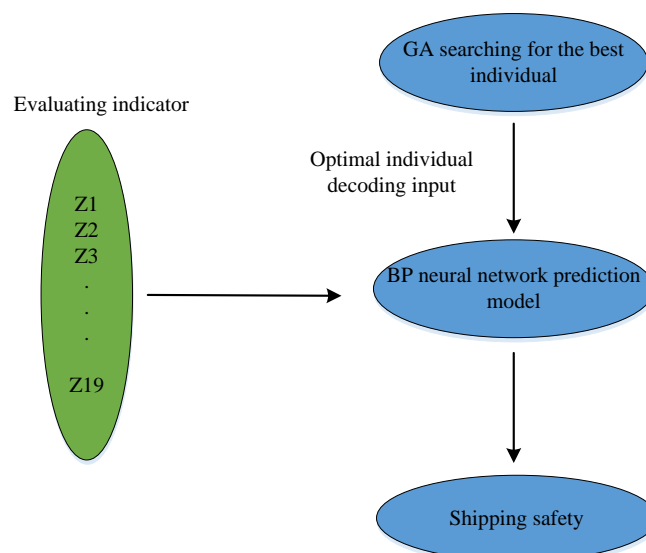 GA searching for the best
individual
Evaluating indicator
Optimal individual
decoding input
Z1
Z2
Z3
.
.
.
Z19
BP neural network prediction
model
Shipping safety